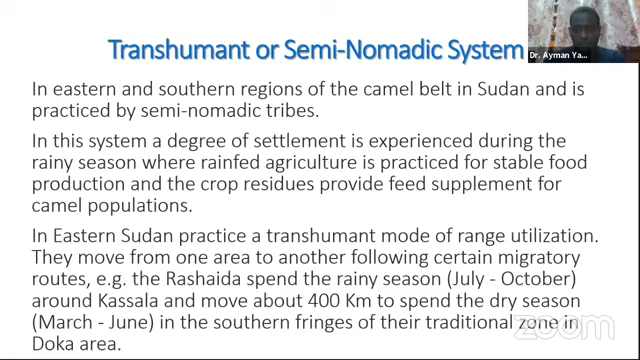 Transhumant or Semi-Nomadic System
Dr. Ayman Ya...
In eastern and southern regions of the camel belt in Sudan and is
practiced by semi-nomadic tribes.
In this system a degree of settlement is experienced during the
rainy season where rainfed agriculture is practiced for stable food
production and the crop residues provide feed supplement for
camel populations.
In Eastern Sudan practice a transhumant mode of range utilization.
They move from one area to another following certain migratory
routes, e.g. the Rashaida spend the rainy season (July - October)
around Kassala and move about 400 Km to spend the dry season
(March - June) in the southern fringes of their traditional zone in
Doka area.
zoom